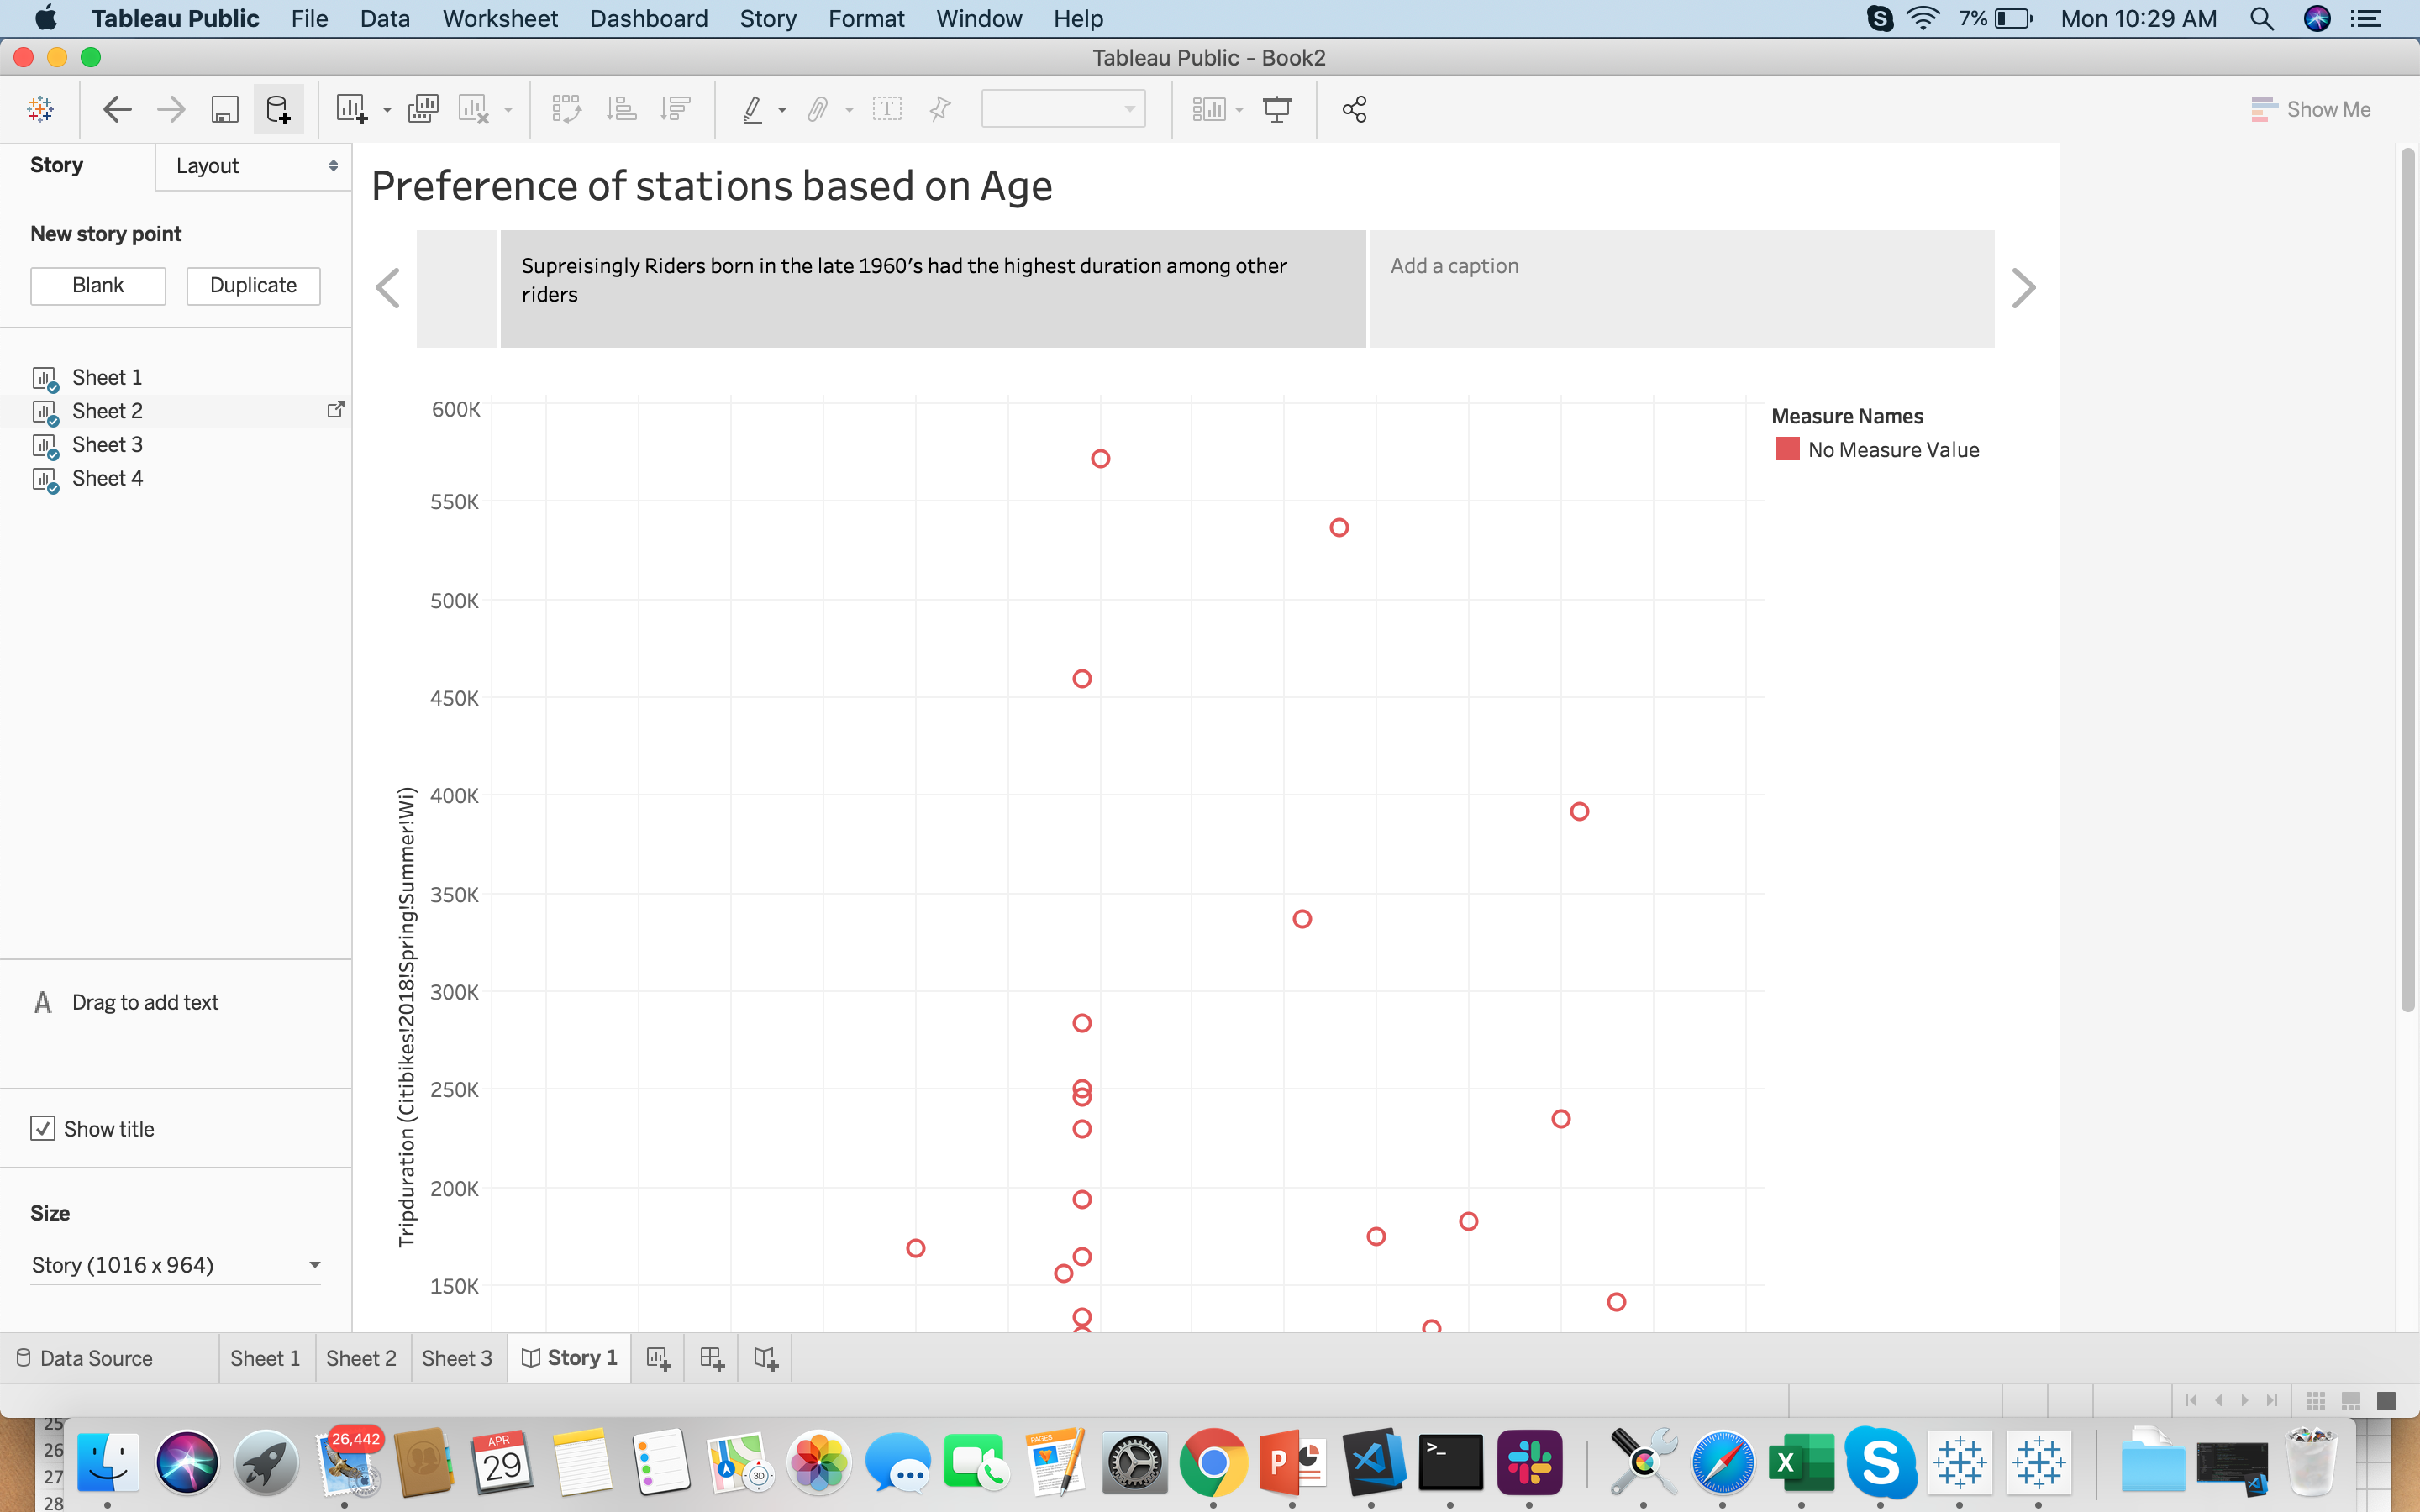 Tableau Public File Data Worksheet Dashboard Story Format Window Help 7% Mon 10:29 AM
Tableau Public - Book2
Show Me
Story Layout
New story point
Blank Duplicate
Sheet 1
Sheet 2
Sheet 3
Sheet 4
A Drag to add text
Show title
Size
Story (1016 x 964)
Preference of stations based on Age
Supreisingly Riders born in the late 1960's had the highest duration among other
riders
Add a caption
600K
550K
500K
450K
400K
350K
300K
250K
200K
150K
Tripduration (Citibikes!2018!Spring!Summer!Wi)
Measure Names
No Measure Value
Data Source Sheet 1 Sheet 2 Sheet 3 Story 1
25
26
27
28
26,442
APR
29
3D
PAGES
P
>_
X
S